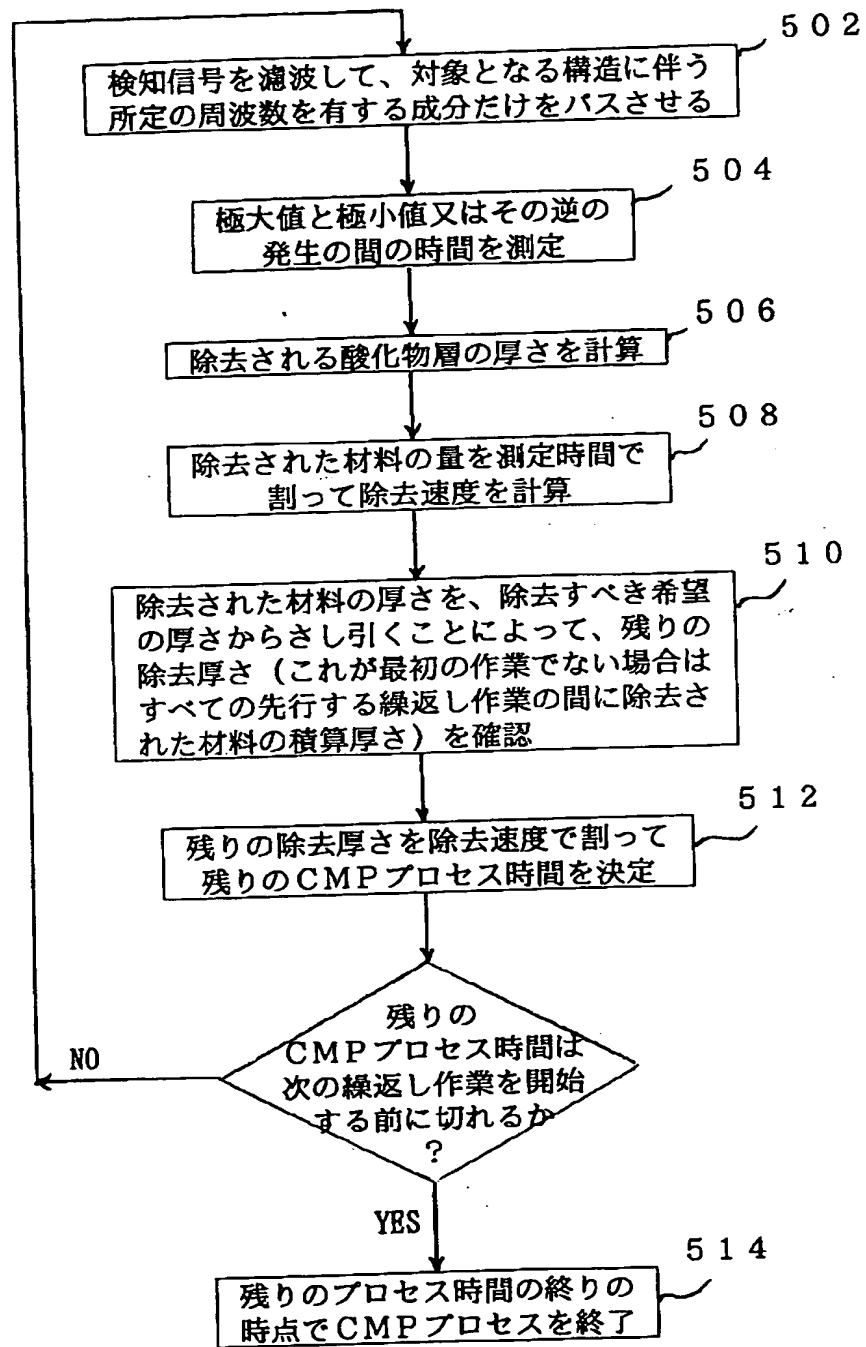 502
検知信号を濾波して、対象となる構造に伴う
所定の周波数を有する成分だけをパスさせる
504
極大値と極小値又はその逆の
発生の間の時間を測定
506
除去される酸化物層の厚さを計算
508
除去された材料の量を測定時間で
割って除去速度を計算
510
除去された材料の厚さを、除去すべき希望
の厚さからさし引くことによって、残りの
除去厚さ（これが最初の作業でない場合は
すべての先行する繰返し作業の間に除去さ
れた材料の積算厚さ）を確認
512
残りの除去厚さを除去速度で割って
残りのCMPプロセス時間を決定
残りの
CMPプロセス時間は
次の繰返し作業を開始
する前に切れるか
?
NO
YES
514
残りのプロセス時間の終りの
時点でCMPプロセスを終了